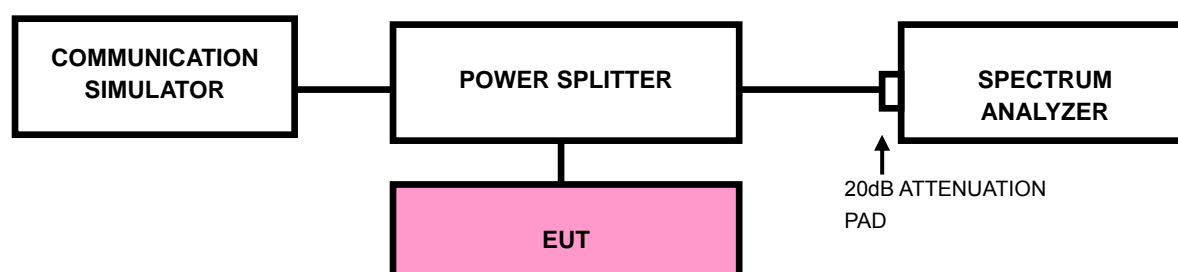 COMMUNICATION
SIMULATOR
POWER SPLITTER
SPECTRUM
ANALYZER
20dB ATTENUATION
PAD
EUT